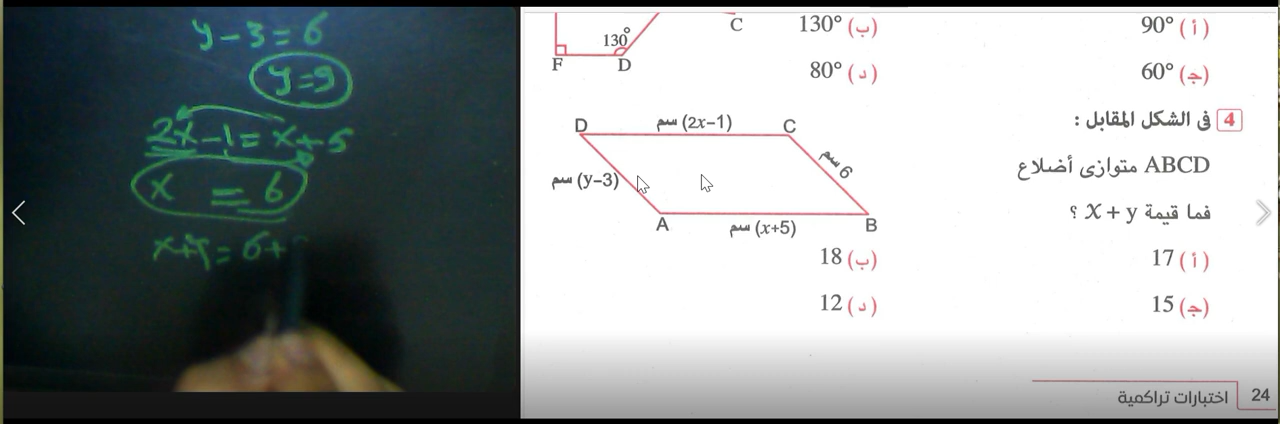 y – 3 = 6
y = 9
2x – 1 = x + 5
x = 6
x + y = 6 +
C
130°
F
D
(أ) 90°
(ب) 130°
(ج) 60°
(د) 80°
4 فى الشكل المقابل :
ABCD متوازى أضلاع
فما قيمة X + y ؟
D
(2x–1) سم
C
6 سم
(y–3) سم
A
(x+5) سم
B
(أ) 17
(ب) 18
(ج) 15
(د) 12
24 اختبارات تراكمية